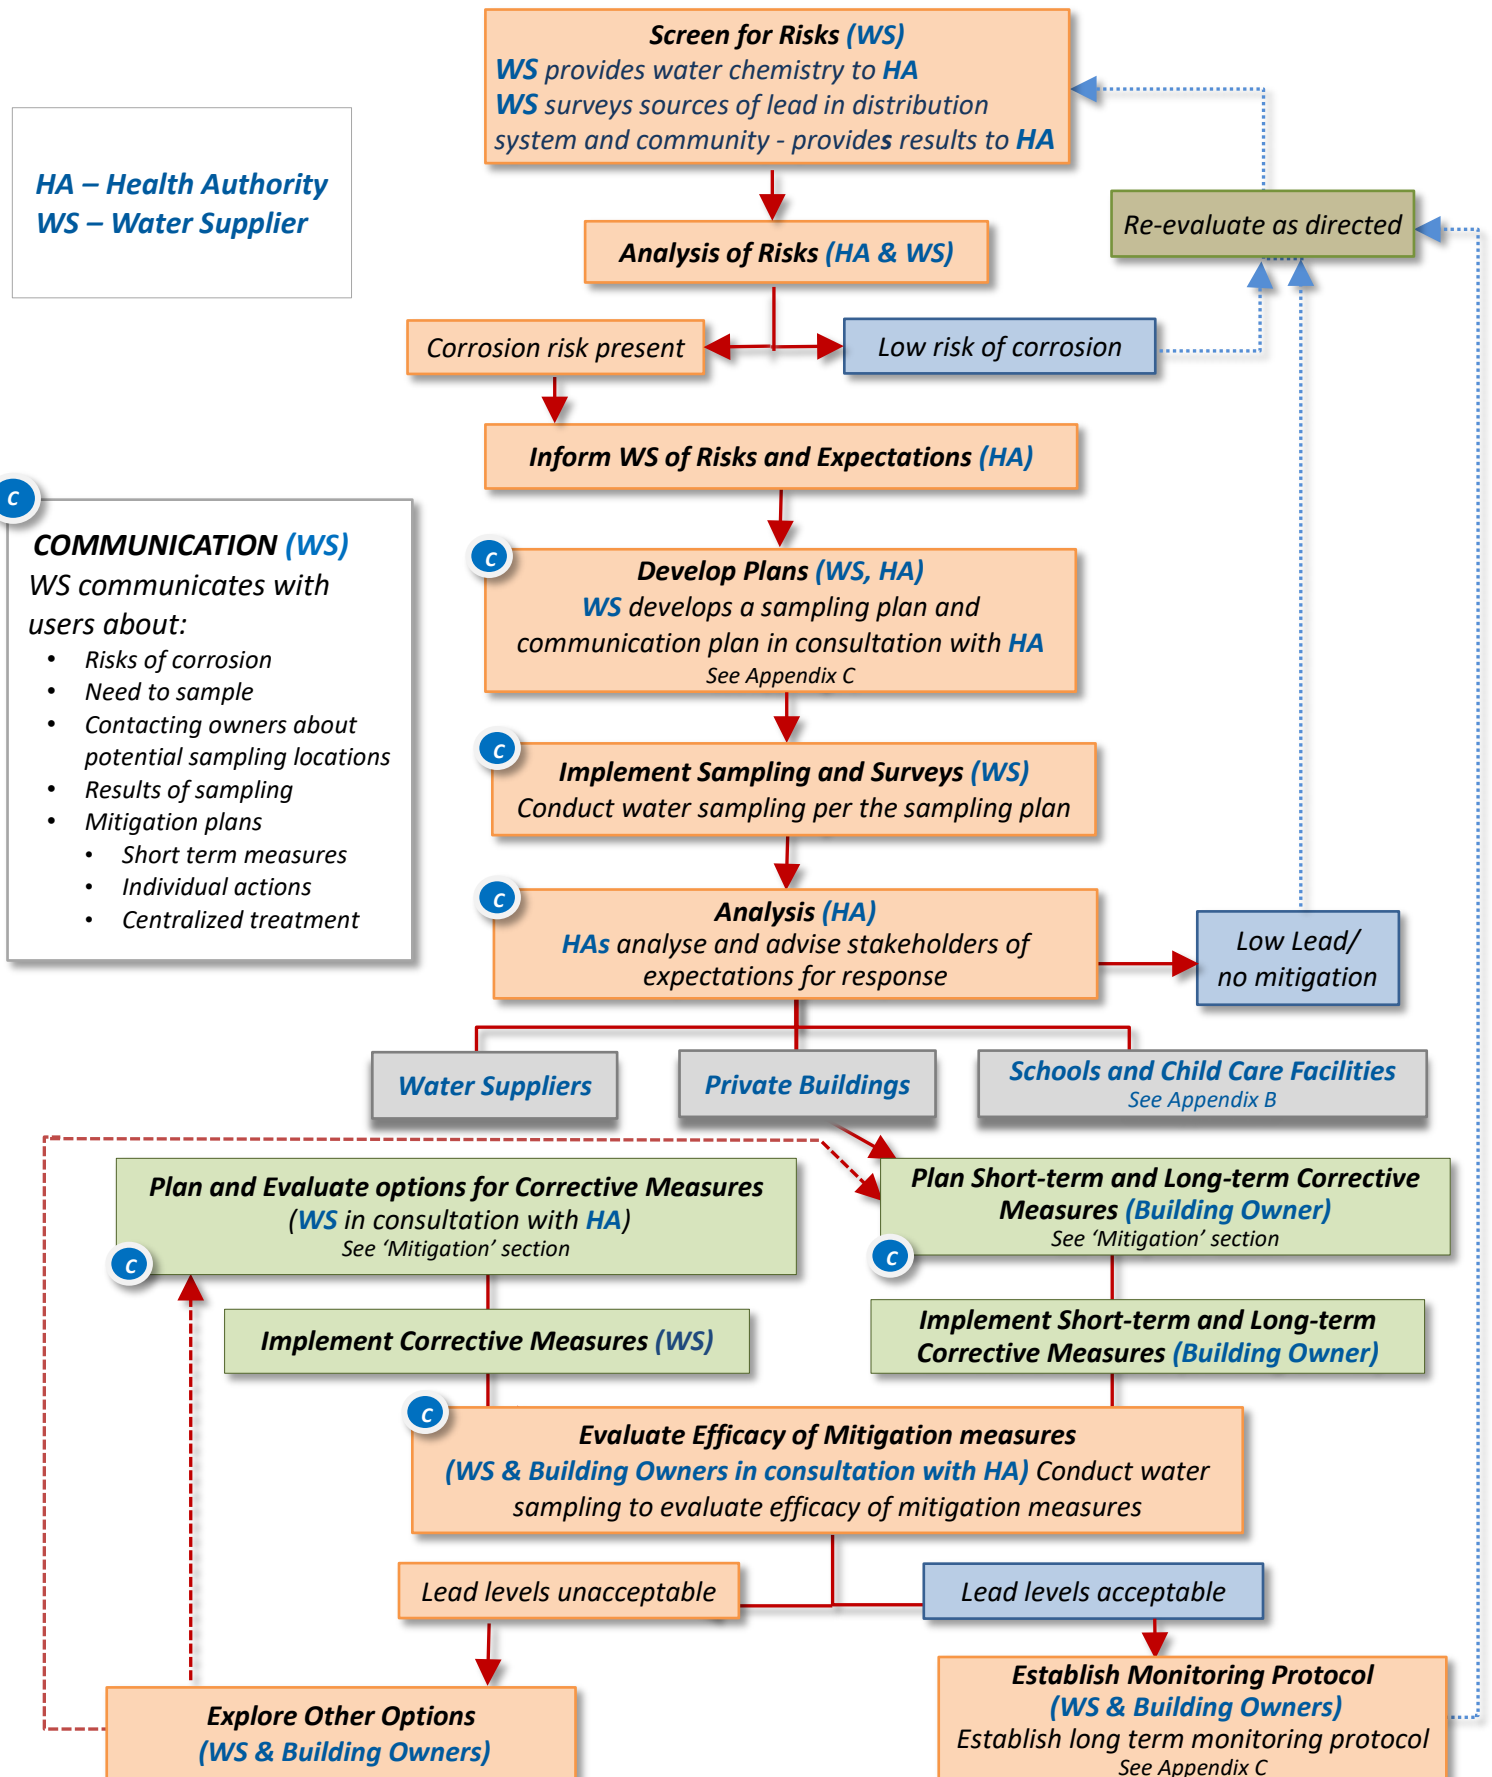 Screen for Risks (WS)
WS provides water chemistry to HA
WS surveys sources of lead in distribution
system and community - provides results to HA
HA – Health Authority
WS – Water Supplier
Re-evaluate as directed
Analysis of Risks (HA & WS)
Corrosion risk present
Low risk of corrosion
Inform WS of Risks and Expectations (HA)
C
COMMUNICATION (WS)
WS communicates with
users about:
• Risks of corrosion
• Need to sample
• Contacting owners about
potential sampling locations
• Results of sampling
• Mitigation plans
• Short term measures
• Individual actions
• Centralized treatment
C
Develop Plans (WS, HA)
WS develops a sampling plan and
communication plan in consultation with HA
See Appendix C
C
Implement Sampling and Surveys (WS)
Conduct water sampling per the sampling plan
C
Analysis (HA)
HAs analyse and advise stakeholders of
expectations for response
Low Lead/
no mitigation
Water Suppliers
Private Buildings
Schools and Child Care Facilities
See Appendix B
Plan and Evaluate options for Corrective Measures
(WS in consultation with HA)
See ‘Mitigation’ section
C
Plan Short-term and Long-term Corrective
Measures (Building Owner)
See ‘Mitigation’ section
C
Implement Corrective Measures (WS)
Implement Short-term and Long-term
Corrective Measures (Building Owner)
C
Evaluate Efficacy of Mitigation measures
(WS & Building Owners in consultation with HA) Conduct water
sampling to evaluate efficacy of mitigation measures
Lead levels unacceptable
Lead levels acceptable
Explore Other Options
(WS & Building Owners)
Establish Monitoring Protocol
(WS & Building Owners)
Establish long term monitoring protocol
See Appendix C